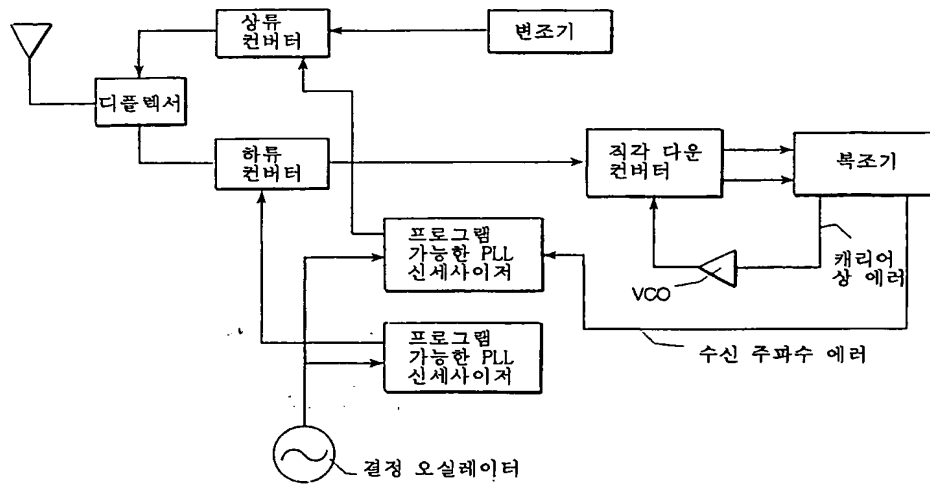 상류
컨버터
변조기
디플렉서
하류
컨버터
직각 다운
컨버터
복조기
프로그램
가능한 PLL
신세사이저
VCO
캐리어
상 에러
수신 주파수 에러
프로그램
가능한 PLL
신세사이저
결정 오실레이터